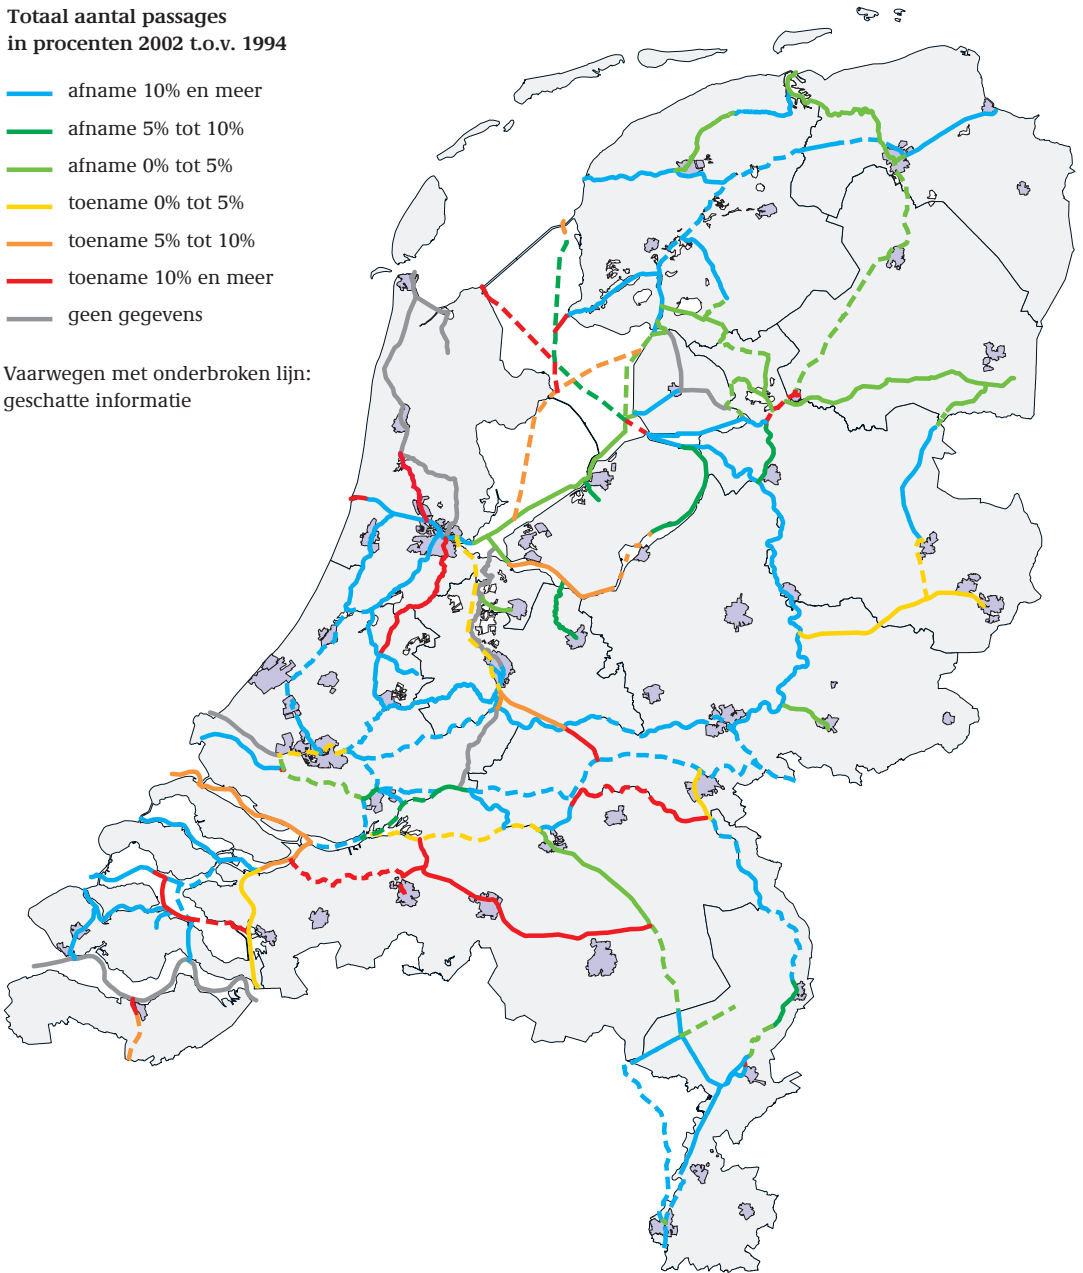 Totaal aantal passages
in procenten 2002 t.o.v. 1994
afname 10% en meer
afname 5% tot 10%
afname 0% tot 5%
toename 0% tot 5%
toename 5% tot 10%
toename 10% en meer
geen gegevens
Vaarwegen met onderbroken lijn:
geschatte informatie